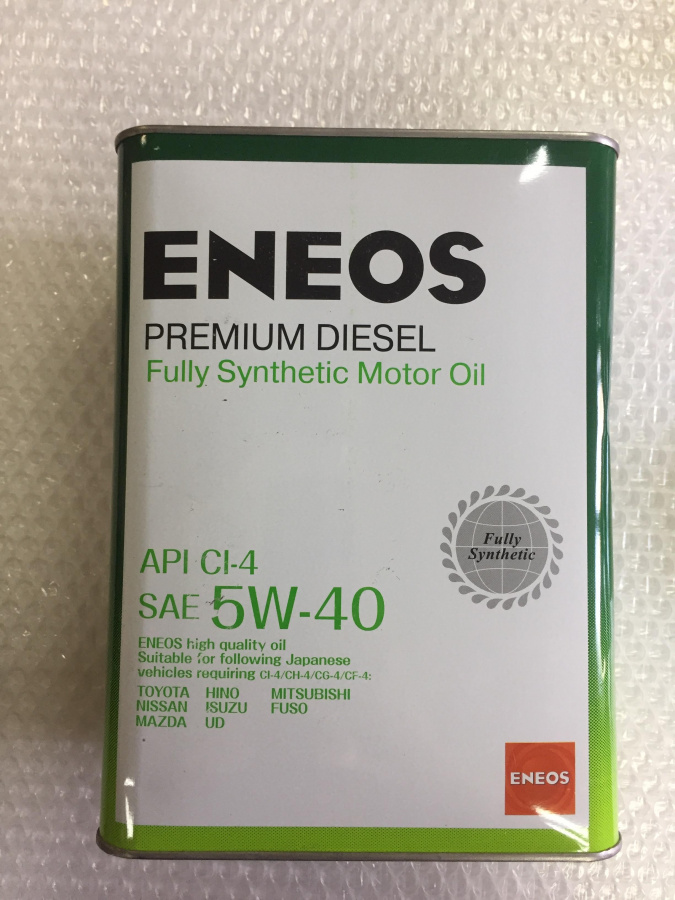 ENEOS
PREMIUM DIESEL
Fully Synthetic Motor Oil
Fully
Synthetic
API CI-4
SAE 5W-40
ENEOS high quality oil
Suitable for following Japanese
vehicles requiring CI-4/CH-4/CG-4/CF-4:
TOYOTA HINO MITSUBISHI
NISSAN ISUZU FUSO
MAZDA UD
ENEOS